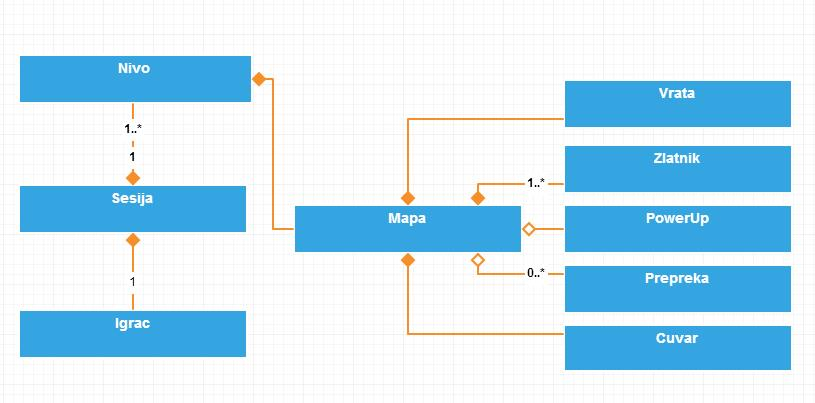 Nivo
1..*
1
Sesija
1
Igrac
Mapa
Vrata
1..*
Zlatnik
PowerUp
0..*
Prepreka
Cuvar